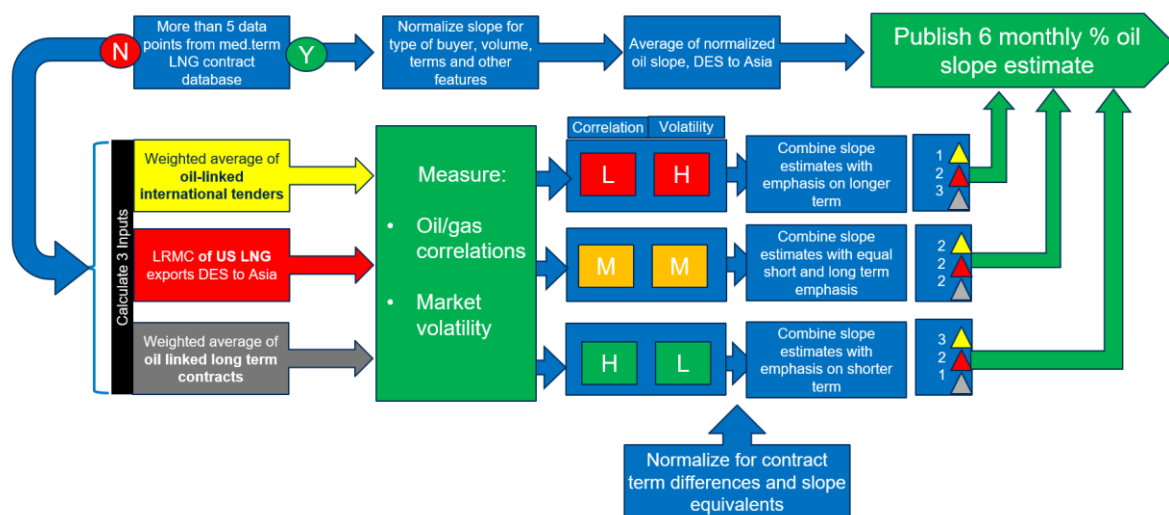 More than 5 data
points from med.term
LNG contract
database
N
Y
Normalize slope for
type of buyer, volume,
terms and other
features
Average of
normalized
oil slope, DES to Asia
Publish 6 monthly % oil
slope estimate
Calculate 3 Inputs
Weighted average of
oil-linked
international tenders
LRMC of US LNG
exports DES to Asia
Weighted average of
oil linked long term
contracts
Measure:
• Oil/gas
correlations
• Market
volatility
Correlation Volatility
L H
M M
H L
Combine slope
estimates with
emphasis on longer
term
Combine slope
estimates with equal
short and long term
emphasis
Combine slope
estimates with
emphasis on shorter
term
1
2
3
2
2
2
3
2
1
Normalize for contract
term differences and slope
equivalents